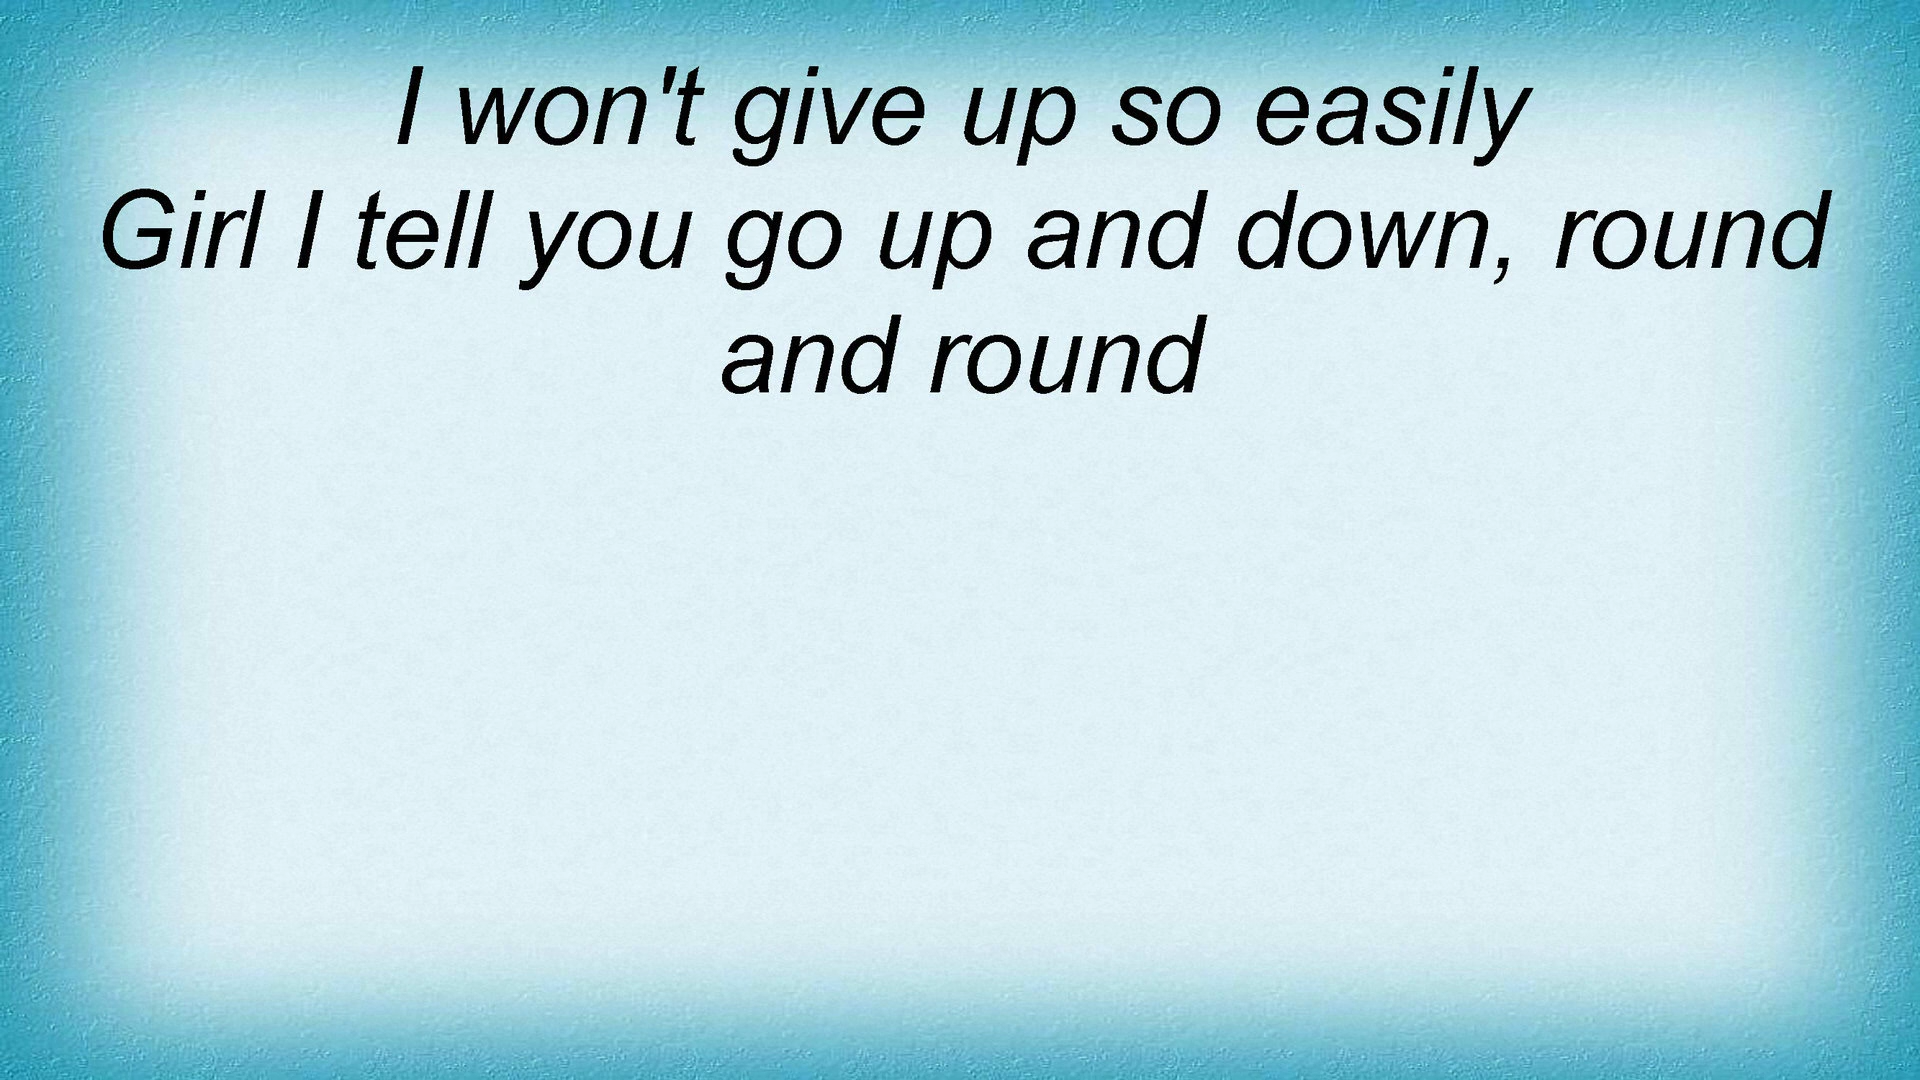 I won't give up so easily
Girl I tell you go up and down, round
and round